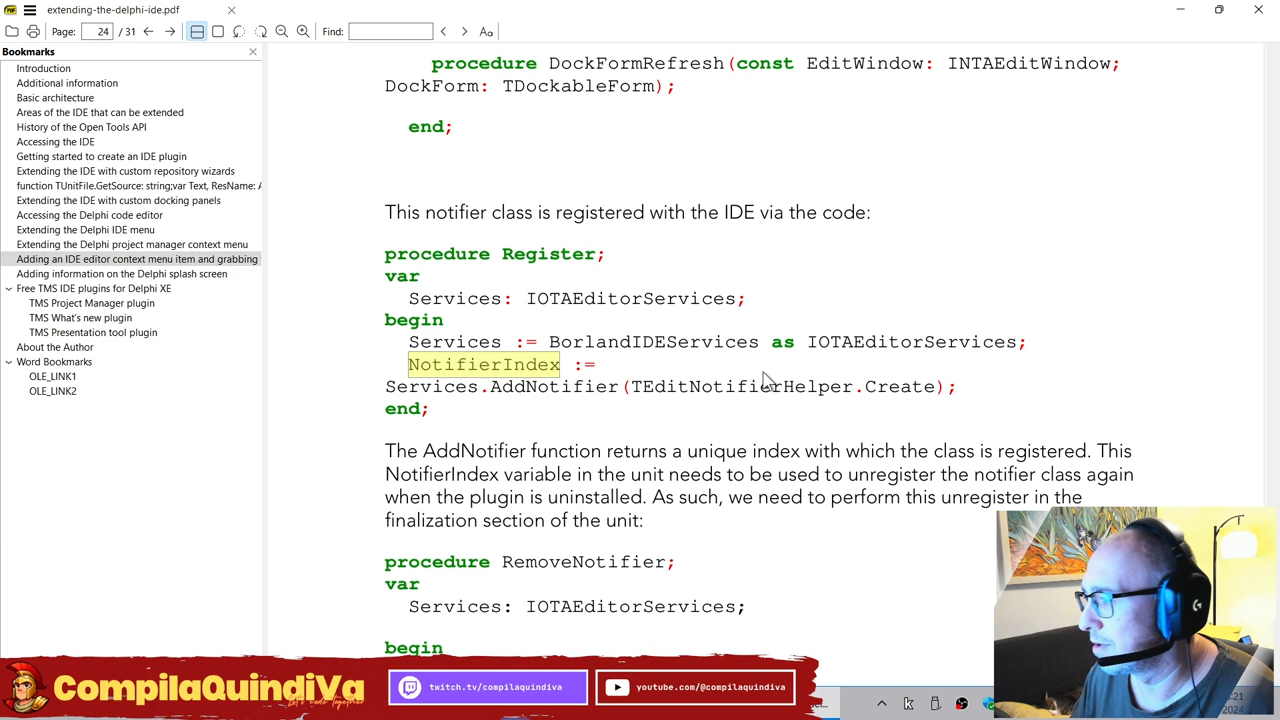 extending-the-delphi-ide.pdf
Page: 24 / 31 Find: Aa
Bookmarks
Introduction
Additional information
Basic architecture
Areas of the IDE that can be extended
History of the Open Tools API
Accessing the IDE
Getting started to create an IDE plugin
Extending the IDE with custom repository wizards
function TUnitFile.GetSource: string;var Text, ResName: A
Extending the IDE with custom docking panels
Accessing the Delphi code editor
Extending the Delphi IDE menu
Extending the Delphi project manager context menu
Adding an IDE editor context menu item and grabbing
Adding information on the Delphi splash screen
Free TMS IDE plugins for Delphi XE
TMS Project Manager plugin
TMS What's new plugin
TMS Presentation tool plugin
About the Author
Word Bookmarks
OLE_LINK1
OLE_LINK2
procedure DockFormRefresh(const EditWindow: INTAEditWindow;
DockForm: TDockableForm);
end;
This notifier class is registered with the IDE via the code:
procedure Register;
var
Services: IOTAEditorServices;
begin
Services := BorlandIDEServices as IOTAEditorServices;
NotifierIndex :=
Services.AddNotifier(TEditNotifierHelper.Create);
end;
The AddNotifier function returns a unique index with which the class is registered. This
NotifierIndex variable in the unit needs to be used to unregister the notifier class again
when the plugin is uninstalled. As such, we need to perform this unregister in the
finalization section of the unit:
procedure RemoveNotifier;
var
Services: IOTAEditorServices;
begin
CompilaQuindiVa
Let's Code Together
twitch.tv/compilaquindiva
youtube.com/@compilaquindiva